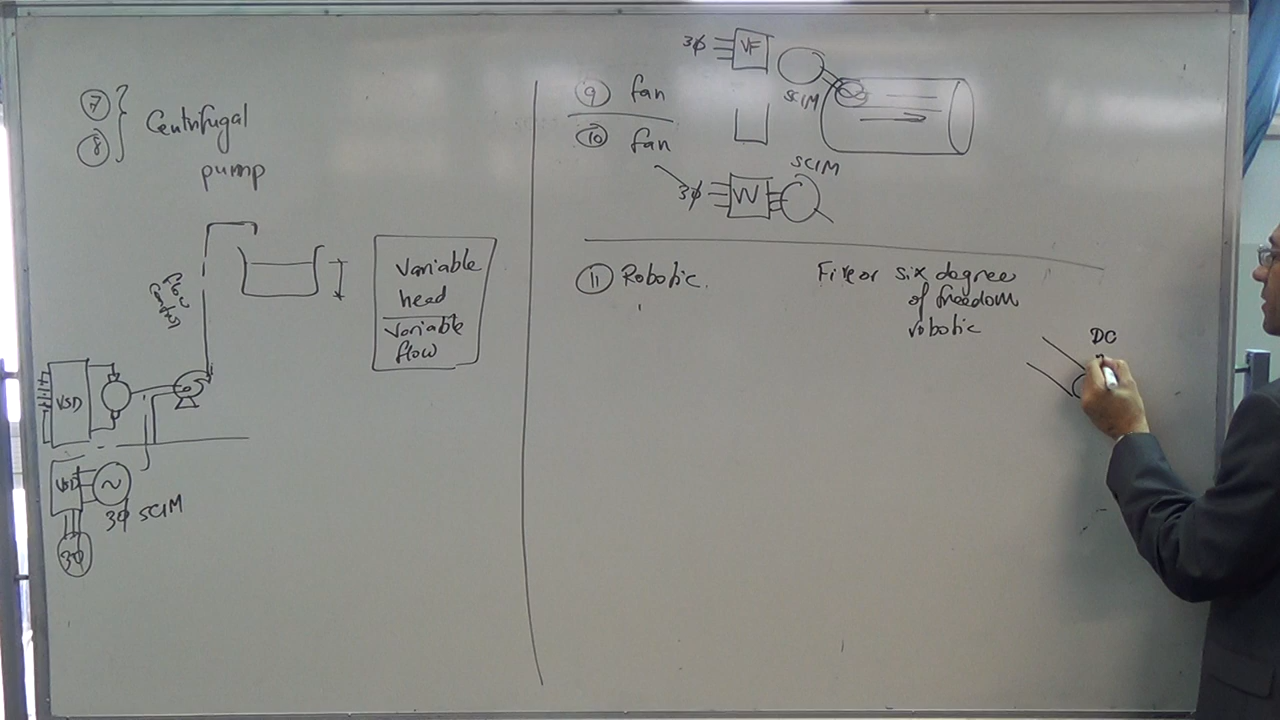 7
8
Centrifugal
pump
Variable
head
Variable
flow
VSD
VSD
3φ SCIM
3φ
9 fan
10 fan
3φ
VF
SCIM
SCIM
3φ
VV
11 Robotic.
Five or six degree
of freedom
robotic
DC